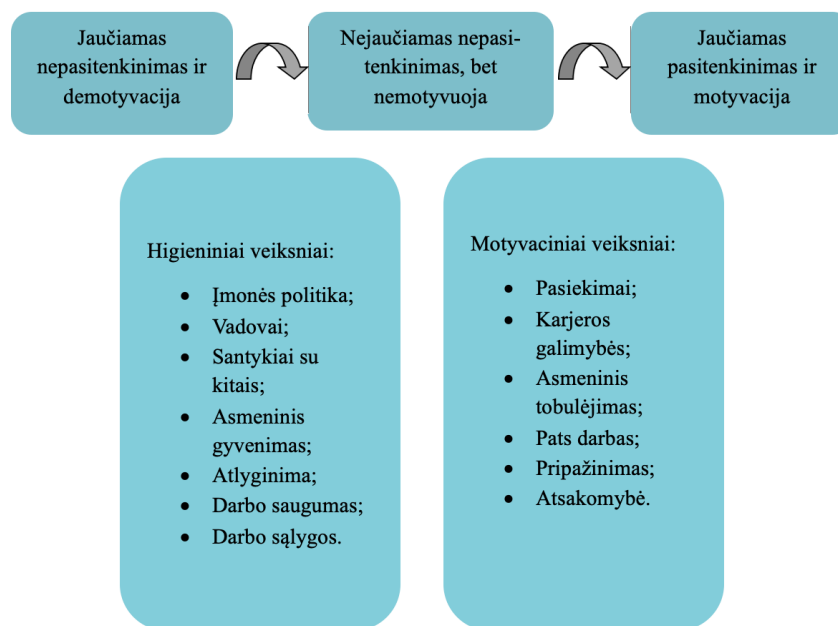 Jaučiamas
nepasitenkinimas ir
demotyvacija
Nejaučiamas nepasi-
tenkinimas, bet
nemotyvuoja
Jaučiamas
pasitenkinimas ir
motyvacija
Higieniniai veiksniai:
• Įmonės politika;
• Vadovai;
• Santykiai su
kitais;
• Asmeninis
gyvenimas;
• Atlyginima;
• Darbo saugumas;
• Darbo sąlygos.
Motyvaciniai veiksniai:
• Pasiekimai;
• Karjeros
galimybės;
• Asmeninis
tobulėjimas;
• Pats darbas;
• Pripažinimas;
• Atsakomybė.